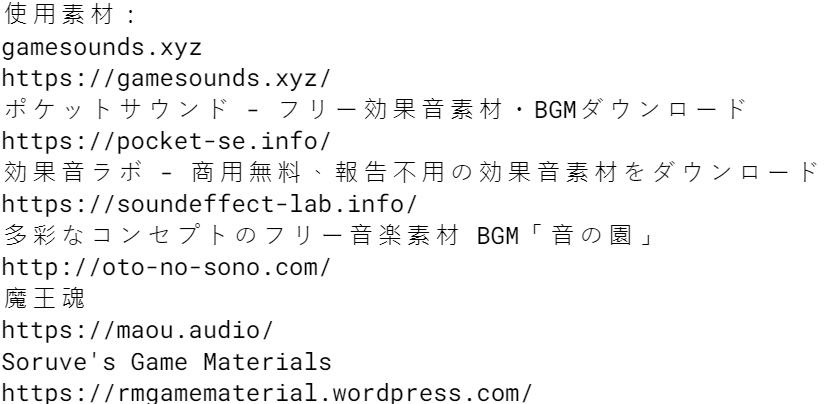 使用素材：
gamesounds.xyz
https://gamesounds.xyz/
ポケットサウンド – フリー効果音素材・BGMダウンロード
https://pocket-se.info/
効果音ラボ – 商用無料、報告不用の効果音素材をダウンロード
https://soundeffect-lab.info/
多彩なコンセプトのフリー音楽素材 BGM「音の園」
http://oto-no-sono.com/
魔王魂
https://maou.audio/
Soruve's Game Materials
https://rmgamematerial.wordpress.com/